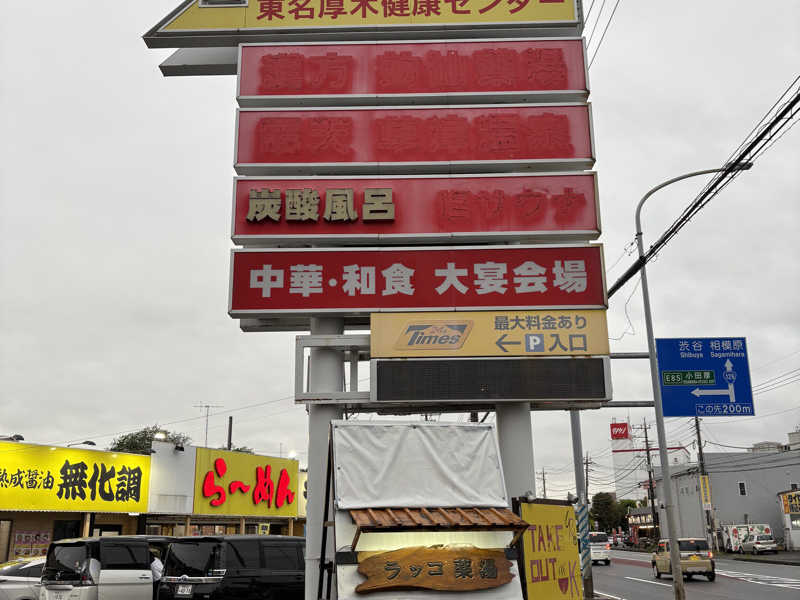 東名厚木健康センター
炭酸風呂
中華・和食 大宴会場
24h
Times
最大料金あり
← P 入口
渋谷 相模原
Shibuya Sagamihara
E85 小田厚
129
この先200m
熟成醤油 無化調
らーめん
ラッコ薬湯
TAKE
OUT